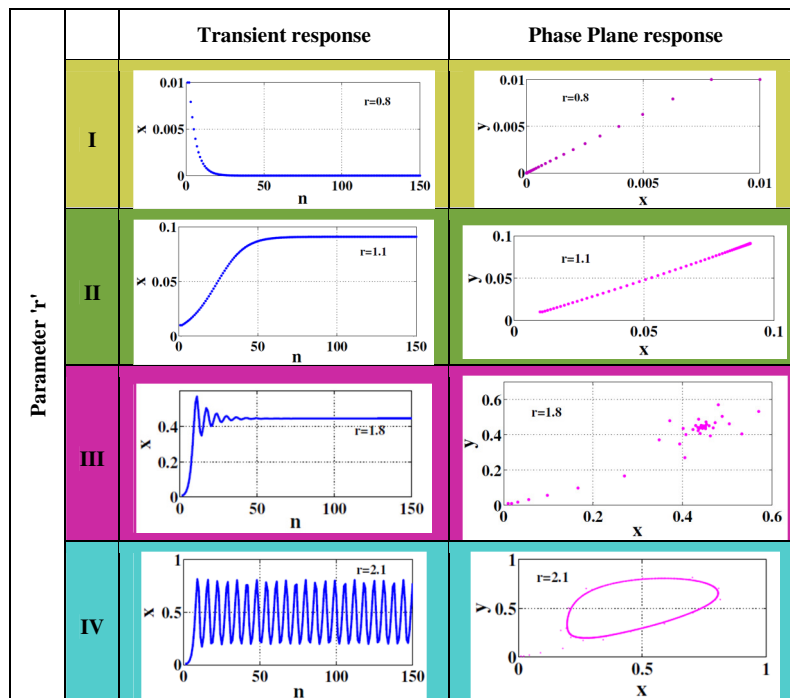 Transient response Phase Plane response
Parameter 'r'
I
0.01
0.005
0
x
r=0.8
0 50 100 150
n
0.01
0.005
0
y
r=0.8
0 0.005 0.01
x
II
0.1
0.05
0
x
r=1.1
0 50 100 150
n
0.1
0.05
0
y
r=1.1
0 0.05 0.1
x
III
0.4
0.2
0
x
r=1.8
0 50 100 150
n
0.6
0.4
0.2
0
y
r=1.8
0 0.2 0.4 0.6
x
IV
1
0.5
0
x
r=2.1
0 50 100 150
n
1
0.5
0
y
r=2.1
0 0.5 1
x